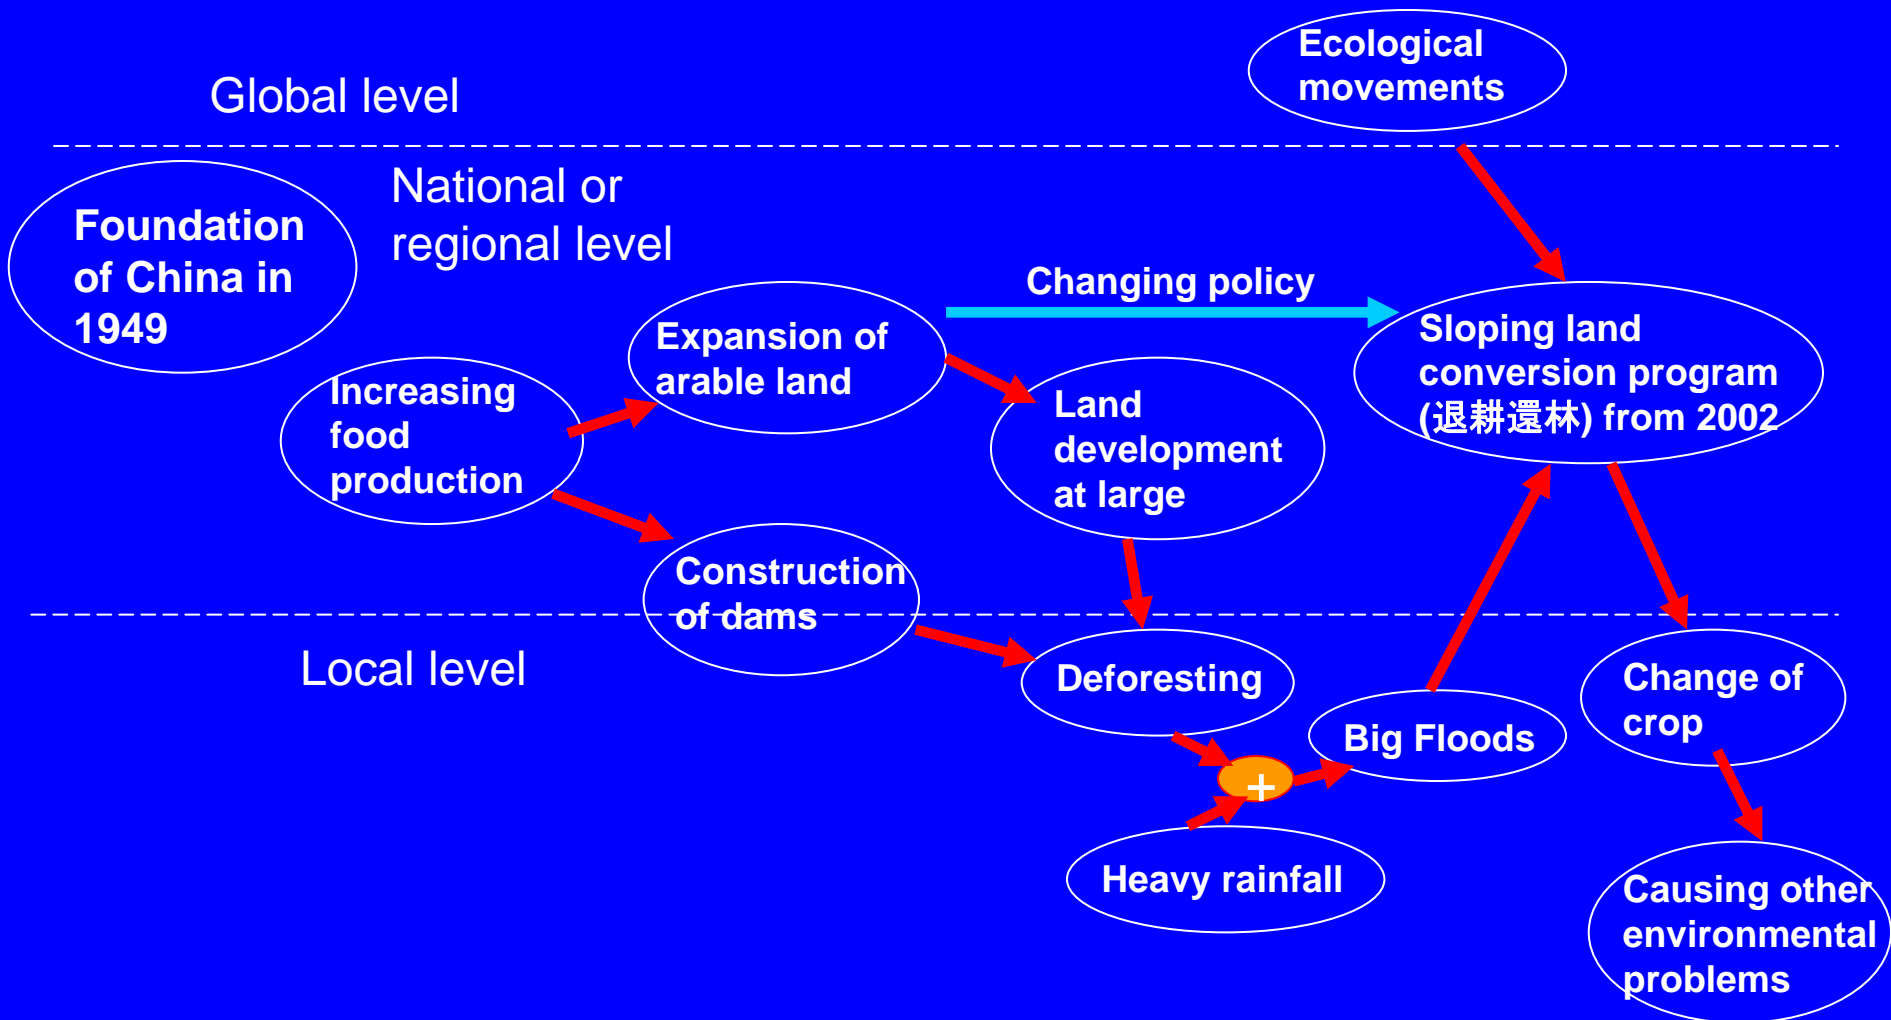 Ecological
movements
Global level
National or
regional level
Foundation
of China in
1949
Changing policy
Expansion of
arable land
Sloping land
conversion program
(退耕還林) from 2002
Increasing
food
production
Land
development
at large
Construction
of dams
Local level
Deforesting
Change of
crop
Big Floods
+
Heavy rainfall
Causing other
environmental
problems